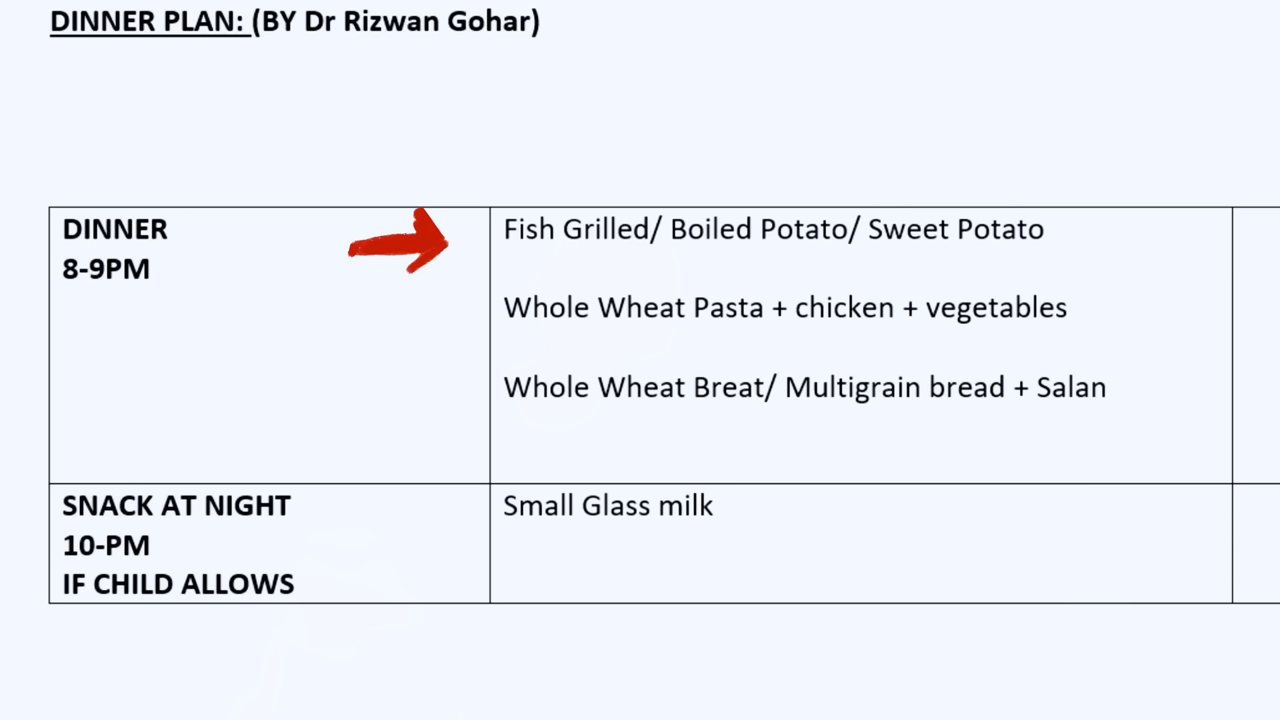 DINNER PLAN: (BY Dr Rizwan Gohar)
DINNER
8-9PM
Fish Grilled/ Boiled Potato/ Sweet Potato
Whole Wheat Pasta + chicken + vegetables
Whole Wheat Breat/ Multigrain bread + Salan
SNACK AT NIGHT
10-PM
IF CHILD ALLOWS
Small Glass milk